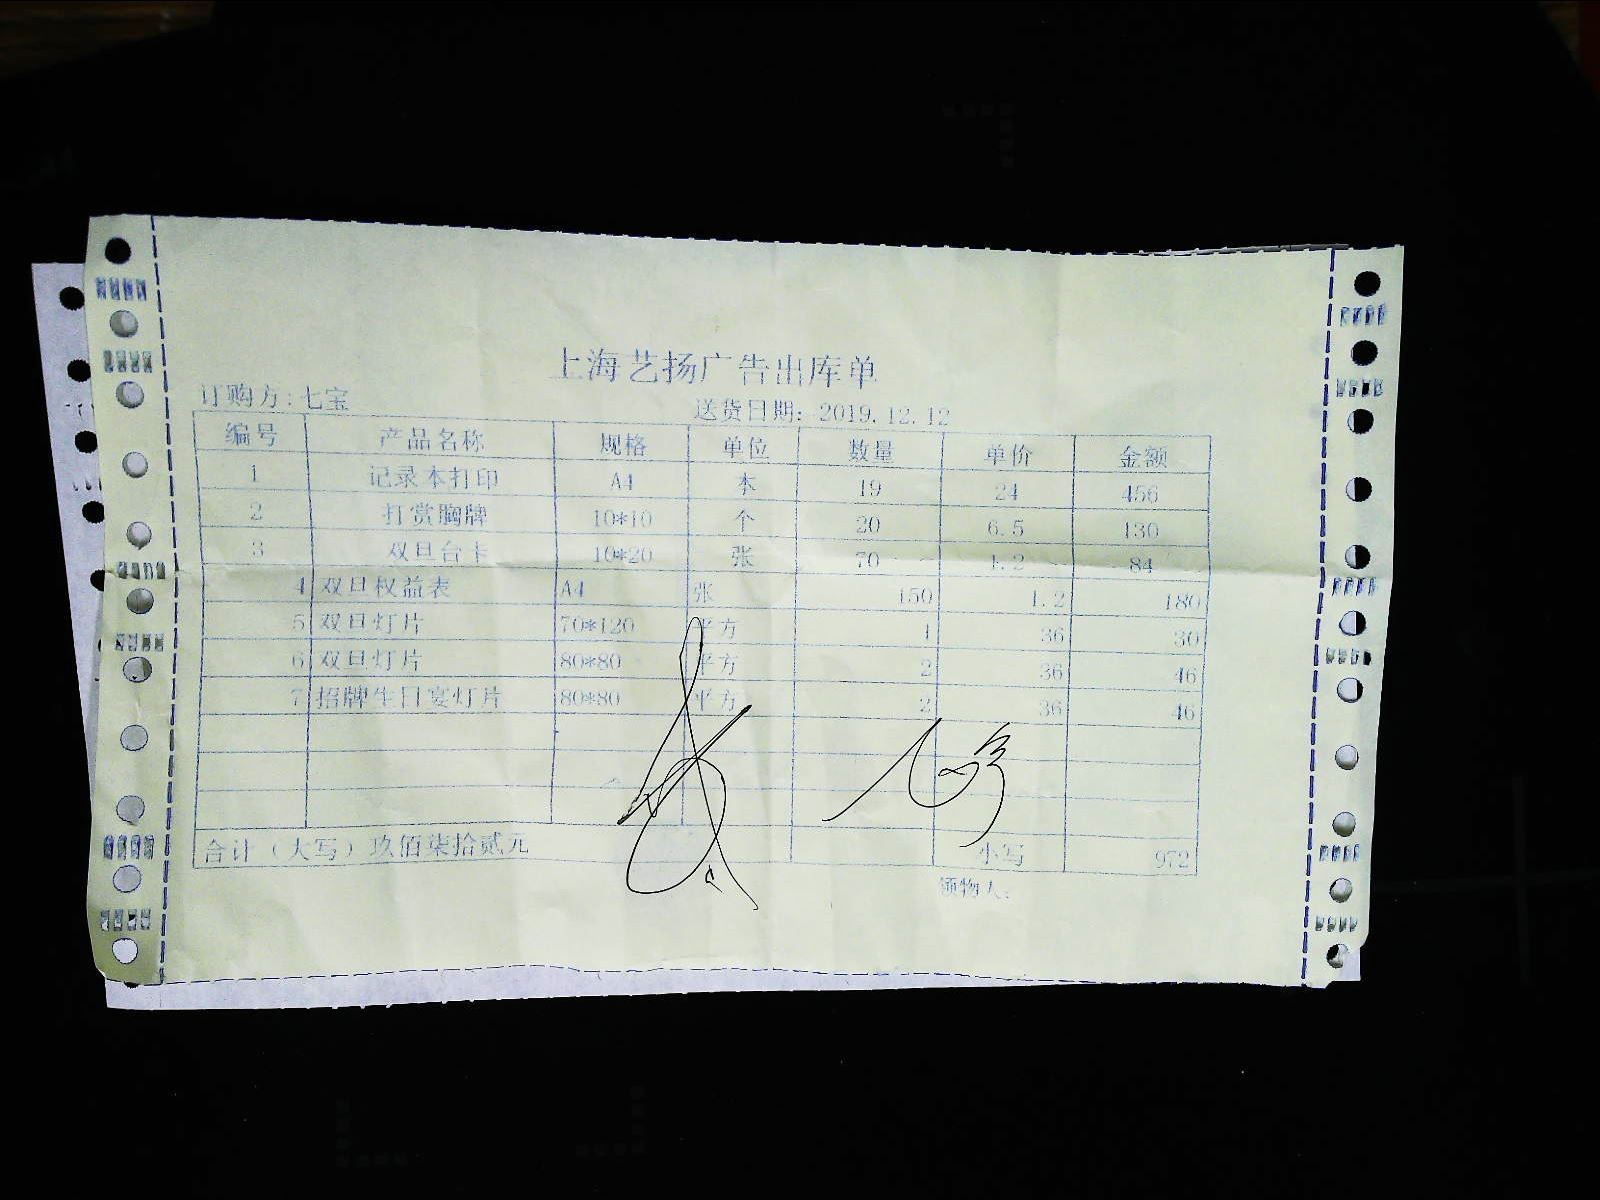 上海艺扬广告出库单
订购方:七宝 送货日期: 2019.12.12
编号 产品名称 规格 单位 数量 单价 金额
1 记录本打印 A4 本 19 24 456
2 打赏胸牌 10*10 个 20 6.5 130
3 双旦台卡 10*20 张 70 1.2 84
4 双旦权益表 A4 张 150 1.2 180
5 双旦灯片 70*120 平方 1 36 30
6 双旦灯片 80*80 平方 2 36 46
7 招牌生日宴灯片 80*80 平方 2 36 46
合计（大写）玖佰柒拾贰元 小写 972
领物人: